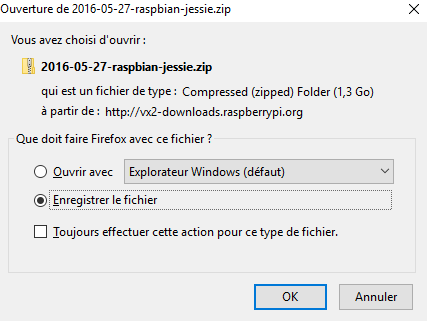 Ouverture de 2016-05-27-raspbian-jessie.zip
Vous avez choisi d'ouvrir :
2016-05-27-raspbian-jessie.zip
qui est un fichier de type : Compressed (zipped) Folder (1,3 Go)
à partir de : http://vx2-downloads.raspberrypi.org
Que doit faire Firefox avec ce fichier ?
Ouvrir avec Explorateur Windows (défaut)
Enregistrer le fichier
Toujours effectuer cette action pour ce type de fichier.
OK Annuler